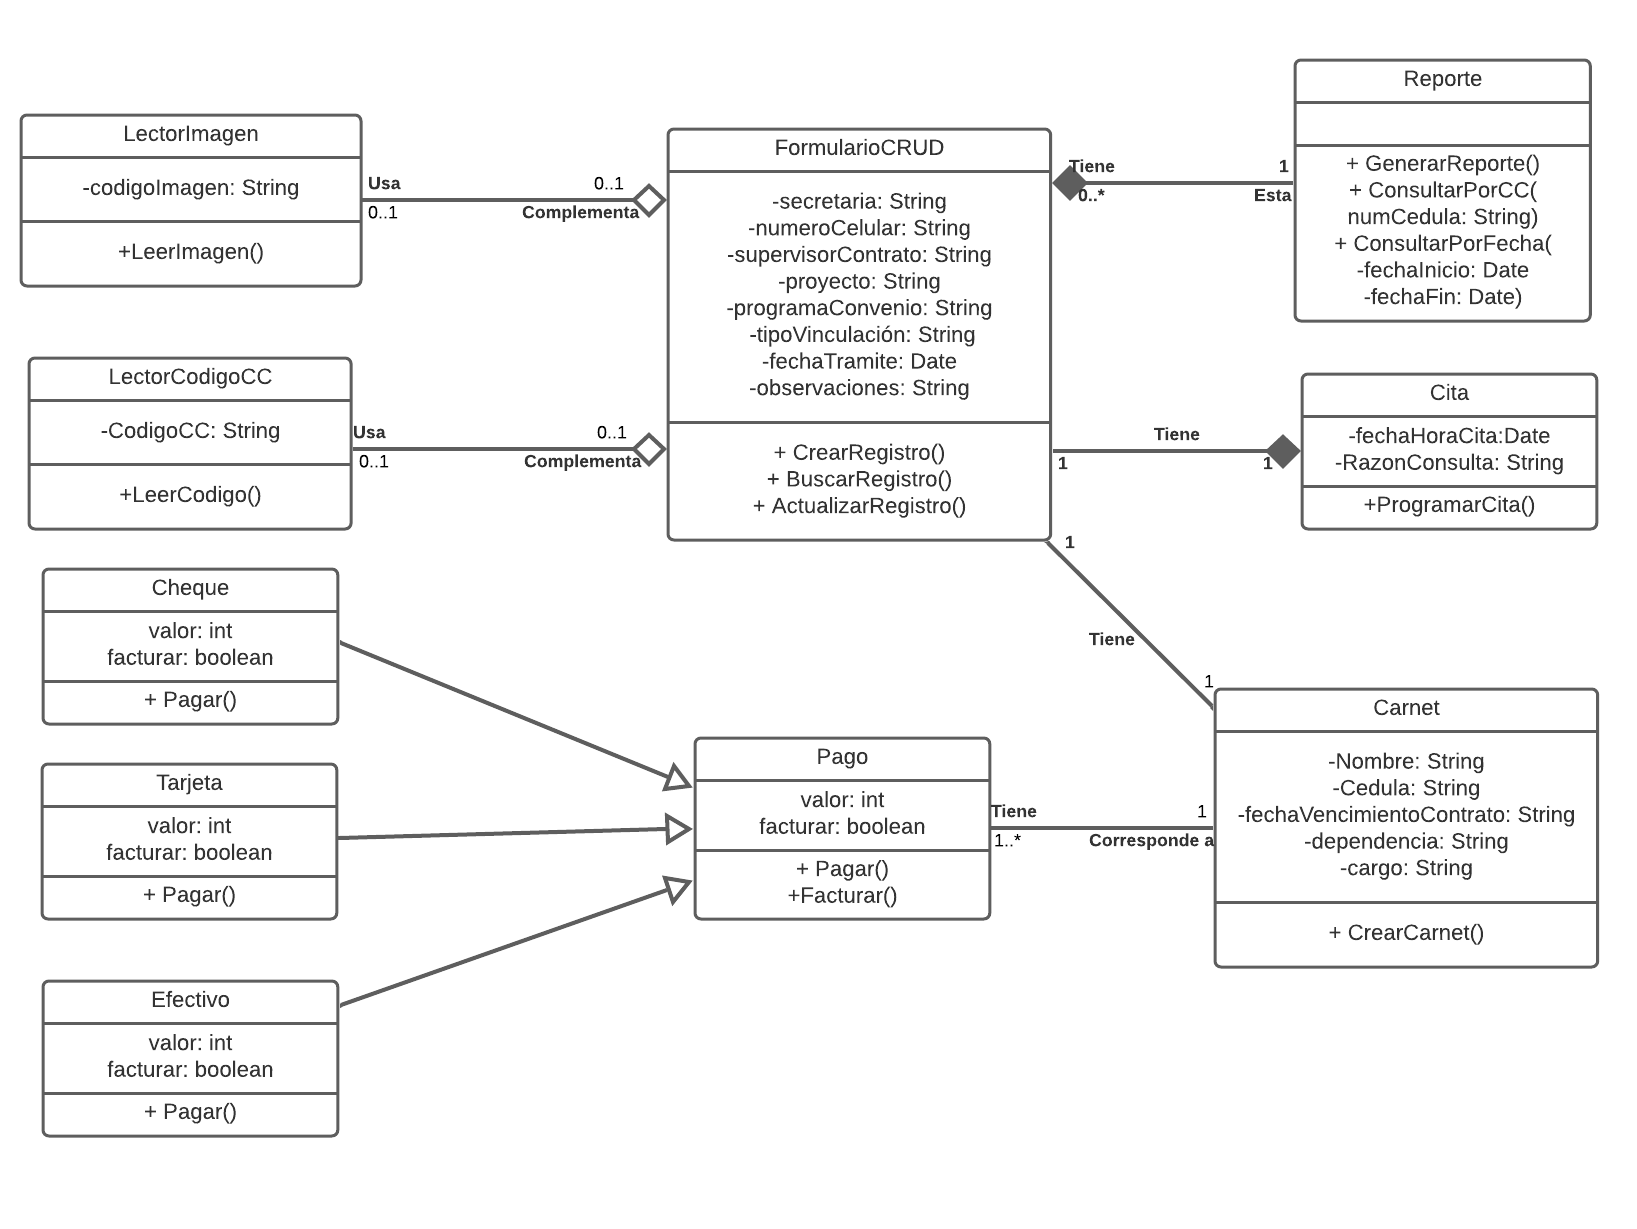 LectorImagen
-codigoImagen: String
+LeerImagen()
Usa
0..1
0..1
Complementa
FormularioCRUD
-secretaria: String
-numeroCelular: String
-supervisorContrato: String
-proyecto: String
-programaConvenio: String
-tipoVinculación: String
-fechaTramite: Date
-observaciones: String
+ CrearRegistro()
+ BuscarRegistro()
+ ActualizarRegistro()
Tiene
0..*
1
Esta
Reporte
+ GenerarReporte()
+ ConsultarPorCC(
numCedula: String)
+ ConsultarPorFecha(
-fechaInicio: Date
-fechaFin: Date)
LectorCodigoCC
-CodigoCC: String
+LeerCodigo()
Usa
0..1
0..1
Complementa
Tiene
1
1
Cita
-fechaHoraCita:Date
-RazonConsulta: String
+ProgramarCita()
1
Tiene
1
Cheque
valor: int
facturar: boolean
+ Pagar()
Tarjeta
valor: int
facturar: boolean
+ Pagar()
Efectivo
valor: int
facturar: boolean
+ Pagar()
Pago
valor: int
facturar: boolean
+ Pagar()
+Facturar()
Tiene
1..*
1
Corresponde a
Carnet
-Nombre: String
-Cedula: String
-fechaVencimientoContrato: String
-dependencia: String
-cargo: String
+ CrearCarnet()